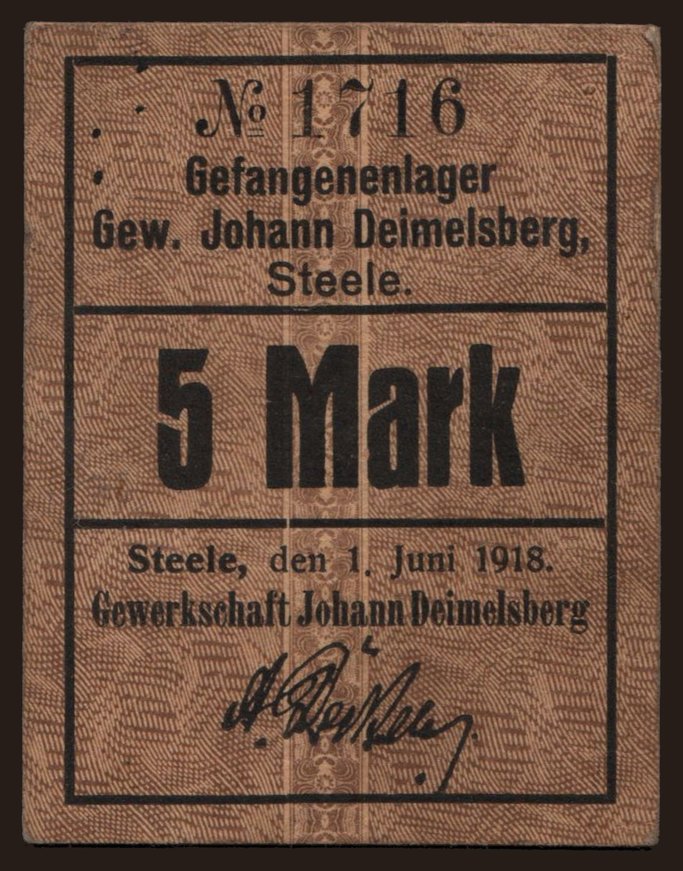 № 1716
Gefangenenlager
Gew. Johann Deimelsberg,
Steele.
5 Mark
Steele, den 1. Juni 1918.
Gewerkschaft Johann Deimelsberg